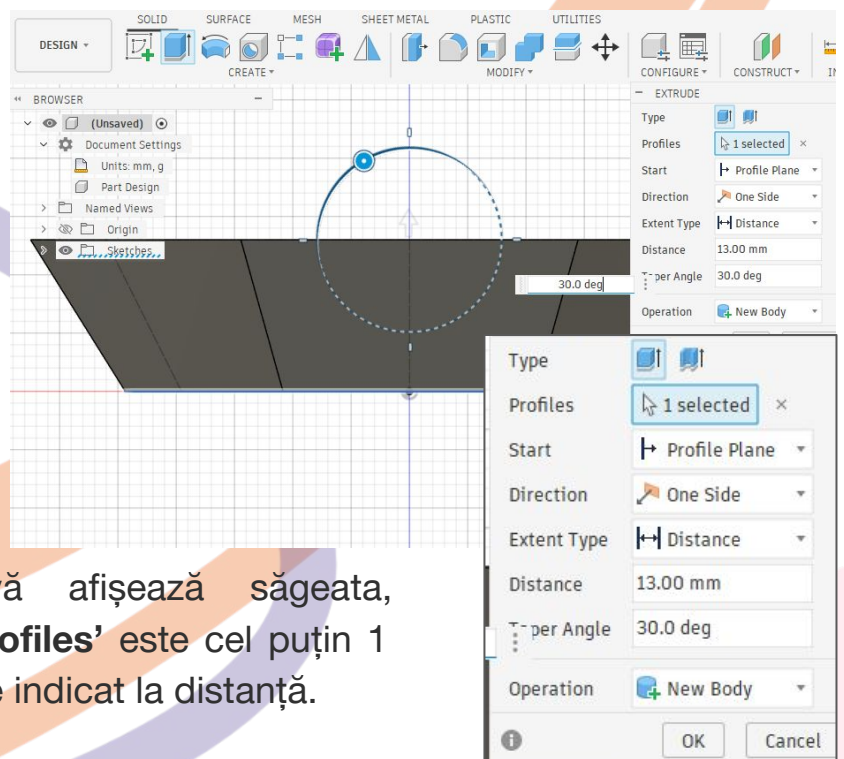 SOLID SURFACE MESH SHEET METAL PLASTIC UTILITIES
DESIGN
CREATE MODIFY CONFIGURE CONSTRUCT
BROWSER
(Unsaved)
Document Settings
Units: mm, g
Part Design
Named Views
Origin
Sketches
30.0 deg
EXTRUDE
Type
Profiles 1 selected ×
Start Profile Plane
Direction One Side
Extent Type Distance
Distance 13.00 mm
per Angle 30.0 deg
Operation New Body
Type
Profiles 1 selected ×
Start Profile Plane
Direction One Side
Extent Type Distance
Distance 13.00 mm
per Angle 30.0 deg
Operation New Body
OK Cancel
vă afișează săgeata,
ofiles’ este cel puțin 1
e indicat la distanță.